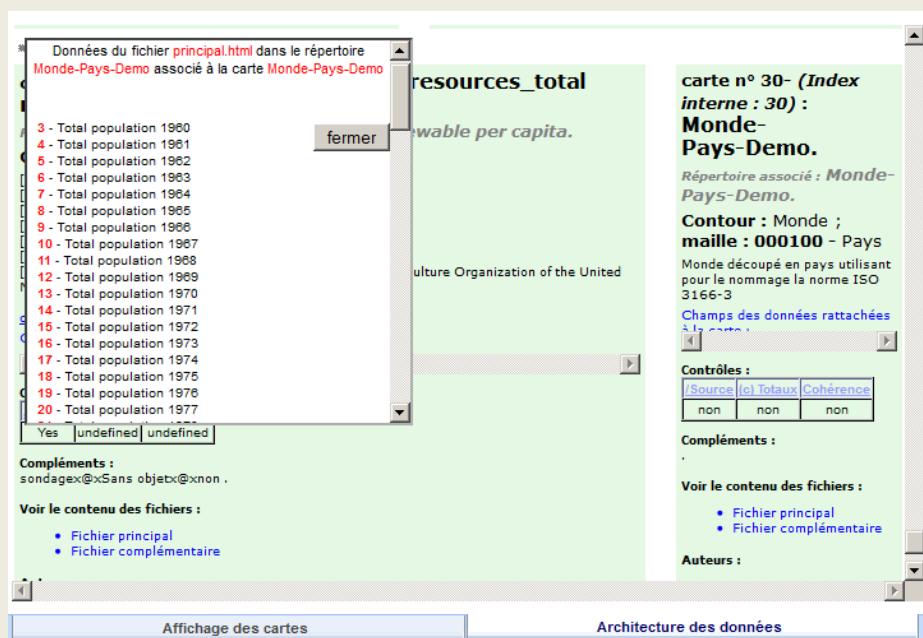 Données du fichier principal.html dans le répertoire
Monde-Pays-Demo associé à la carte Monde-Pays-Demo
fermer
3 - Total population 1960
4 - Total population 1961
5 - Total population 1962
6 - Total population 1963
7 - Total population 1964
8 - Total population 1965
9 - Total population 1966
10 - Total population 1967
11 - Total population 1968
12 - Total population 1969
13 - Total population 1970
14 - Total population 1971
15 - Total population 1972
16 - Total population 1973
17 - Total population 1974
18 - Total population 1975
19 - Total population 1976
20 - Total population 1977
resources_total
wable per capita.
ulture Organization of the United
Yes undefined undefined
Compléments :
sondagex@xSans objetx@xnon .
Voir le contenu des fichiers :
Fichier principal
Fichier complémentaire
carte n° 30- (Index
interne : 30) :
Monde-
Pays-Demo.
Répertoire associé : Monde-
Pays-Demo.
Contour : Monde ;
maille : 000100 - Pays
Monde découpé en pays utilisant
pour le nommage la norme ISO
3166-3
Champs des données rattachées
à la carte :
Contrôles :
/Source (c) Totaux Cohérence
non non non
Compléments :
.
Voir le contenu des fichiers :
Fichier principal
Fichier complémentaire
Auteurs :
Affichage des cartes
Architecture des données